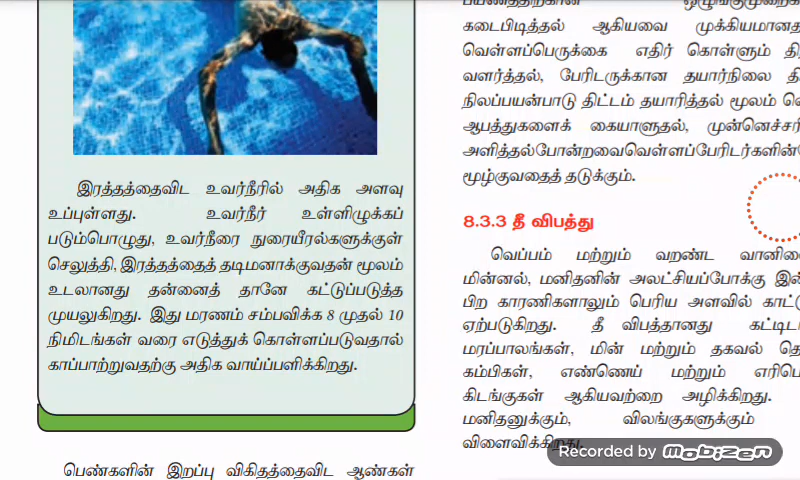 இரத்தத்தைவிட உவர்நீரில் அதிக அளவு
உப்புள்ளது. உவர்நீர் உள்ளிழுக்கப்
படும்பொழுது, உவர்நீரை நுரையீரல்களுக்குள்
செலுத்தி, இரத்தத்தைத் தடிமனாக்குவதன் மூலம்
உடலானது தன்னைத் தானே கட்டுப்படுத்த
முயலுகிறது. இது மரணம் சம்பவிக்க 8 முதல் 10
நிமிடங்கள் வரை எடுத்துக் கொள்ளப்படுவதால்
காப்பாற்றுவதற்கு அதிக வாய்ப்பளிக்கிறது.
பெண்களின் இறப்பு விகிதத்தைவிட ஆண்கள்
கடைபிடித்தல் ஆகியவை
வெள்ளப்பெருக்கை எதிர் கொள்ளும்
வளர்த்தல், பேரிடருக்கான தயார்நிலை
நிலப்பயன்பாடு திட்டம் தயாரித்தல் மூலம்
ஆபத்துகளைக் கையாளுதல்,
அளித்தல்போன்றவைவெள்ளப்பேரிடர்களின்
மூழ்குவதைத் தடுக்கும்.
8.3.3 தீ விபத்து
வெப்பம் மற்றும் வறண்ட
மின்னல், மனிதனின் அலட்சியப்போக்கு
பிற காரணிகளாலும் பெரிய அளவில்
ஏற்படுகிறது. தீ விபத்தானது
மரப்பாலங்கள், மின் மற்றும் தகவல்
கம்பிகள், எண்ணெய் மற்றும்
கிடங்குகள் ஆகியவற்றை அழிக்கிறது.
மனிதனுக்கும், விலங்குகளுக்கும்
விளைவிக்கிறது.
Recorded by MOBIZEN